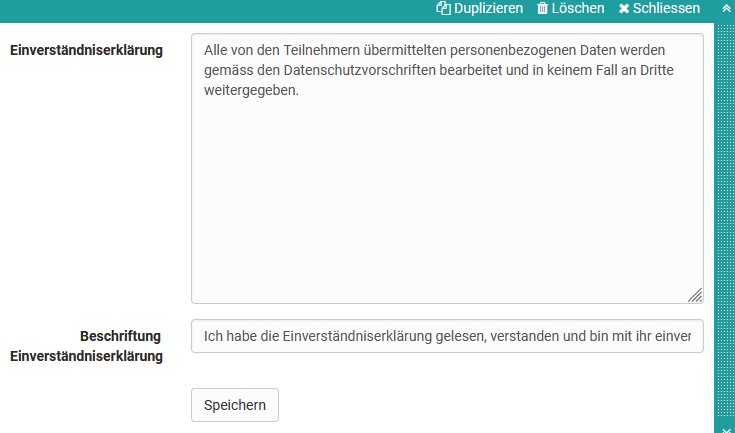 Duplizieren Löschen Schliessen
Einverständniserklärung
Alle von den Teilnehmern übermittelten personenbezogenen Daten werden
gemäss den Datenschutzvorschriften bearbeitet und in keinem Fall an Dritte
weitergegeben.
Beschriftung
Einverständniserklärung
Ich habe die Einverständniserklärung gelesen, verstanden und bin mit ihr einver
Speichern